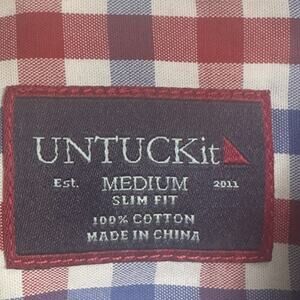 UNTUCKit
Est. MEDIUM 2011
SLIM FIT
100% COTTON
MADE IN CHINA